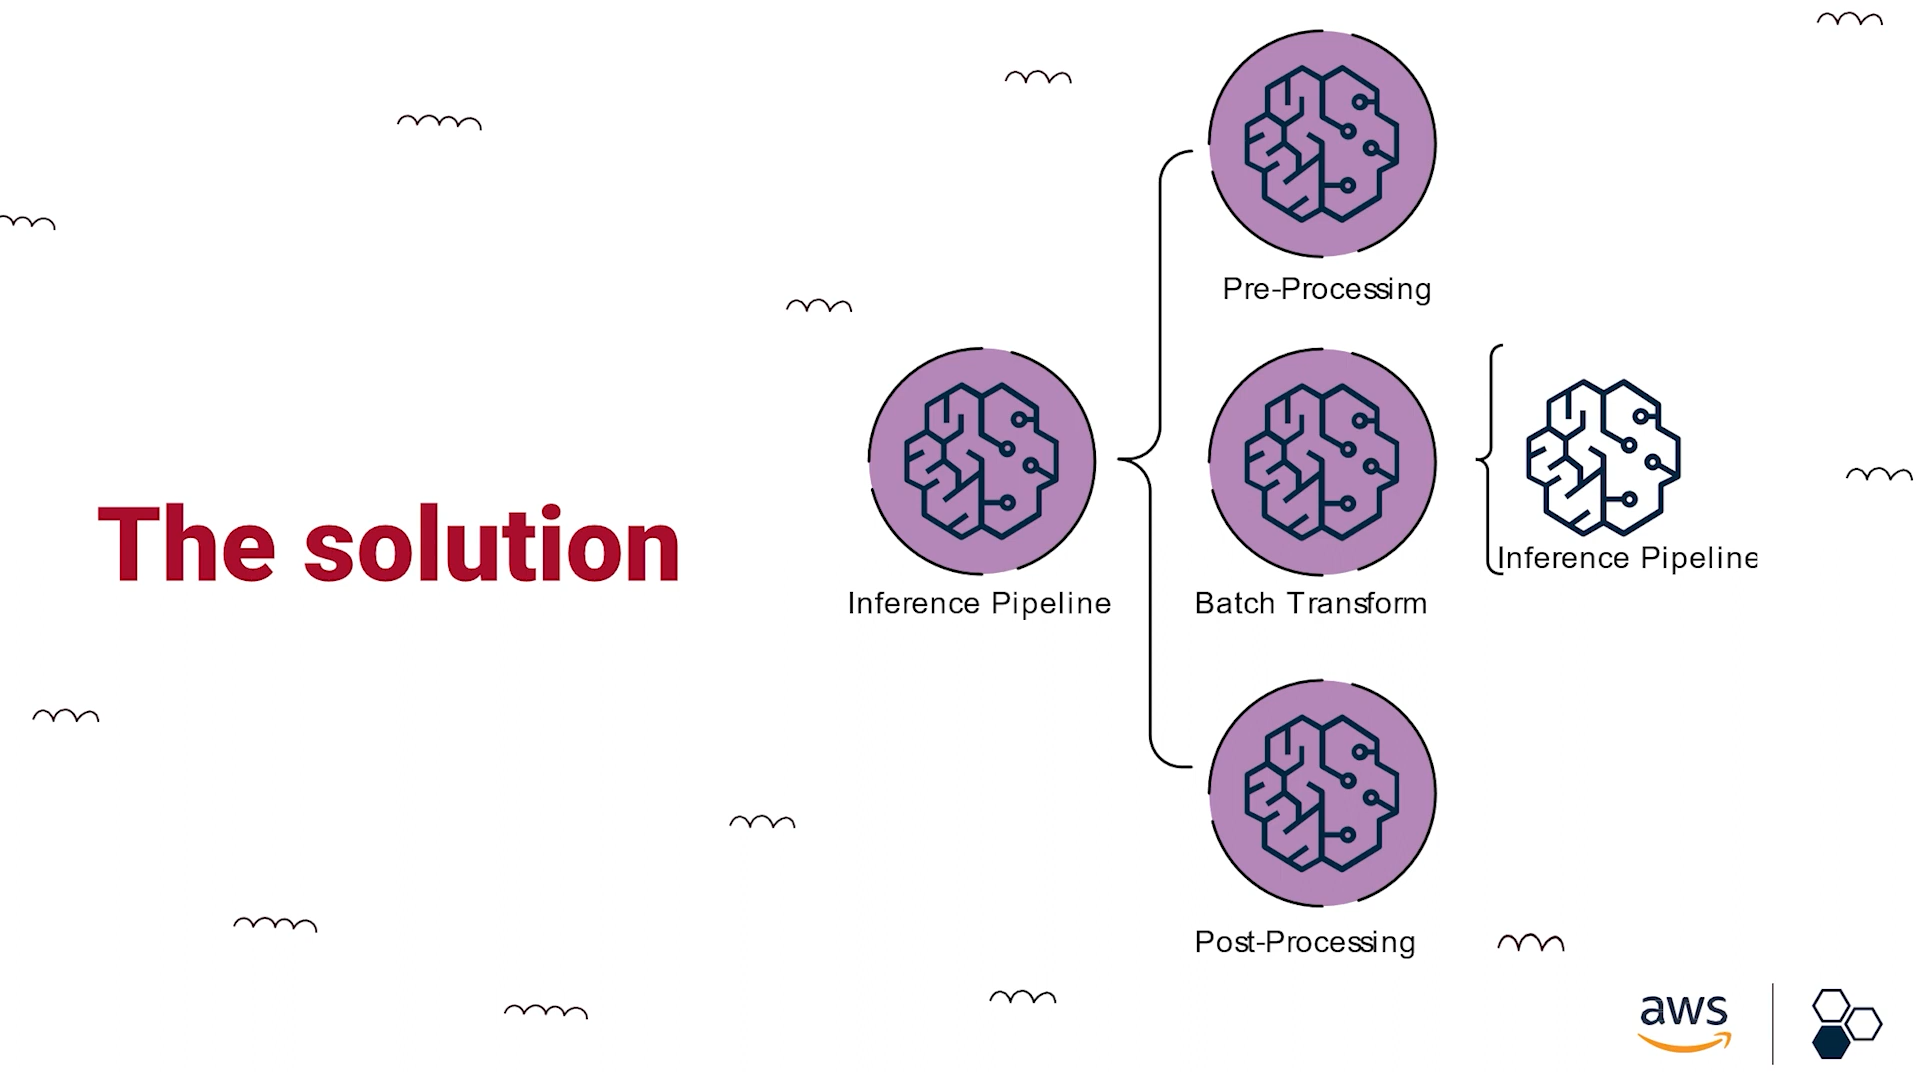 The solution
Inference Pipeline
Pre-Processing
Batch Transform
Inference Pipeline
Post-Processing
aws